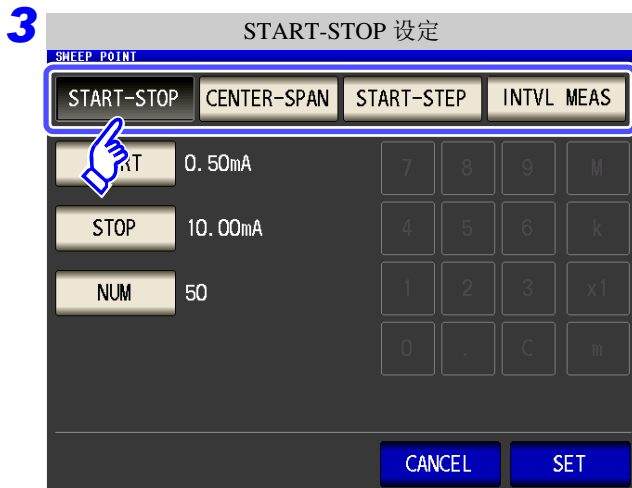 3
START-STOP 设定
SWEEP POINT
START-STOP CENTER-SPAN START-STEP INTVL MEAS
RT 0.50mA 7 8 9 M
STOP 10.00mA 4 5 6 k
NUM 50 1 2 3 x1
0 . C m
CANCEL SET